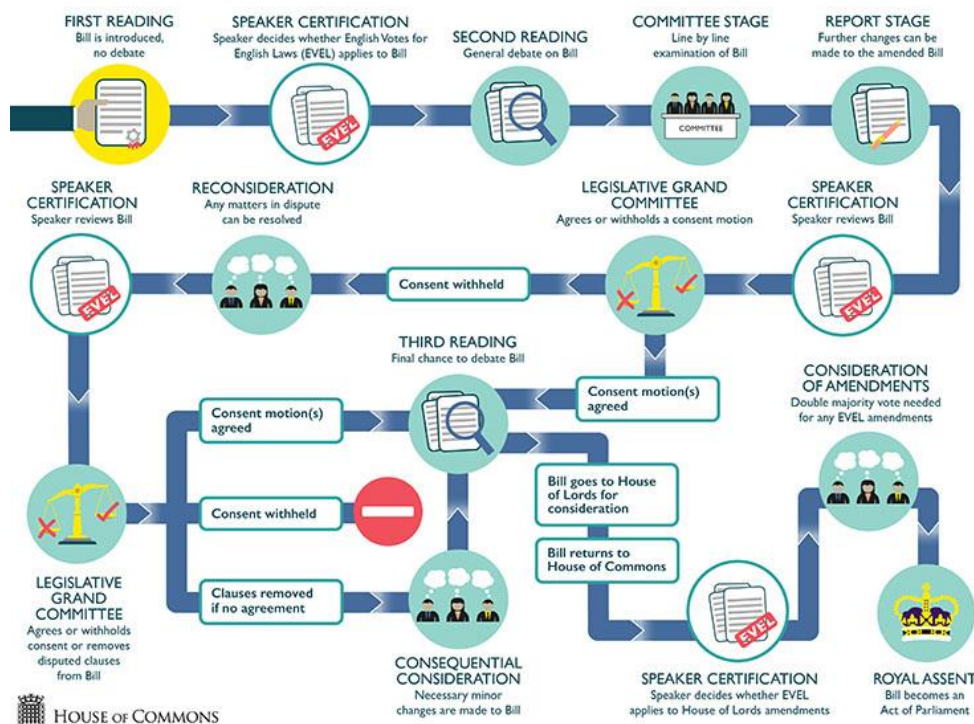 FIRST READING
Bill is introduced,
no debate
SPEAKER CERTIFICATION
Speaker decides whether English Votes for
English Laws (EVEL) applies to Bill
EVEL
SECOND READING
General debate on Bill
COMMITTEE STAGE
Line by line
examination of Bill
COMMITTEE
REPORT STAGE
Further changes can be
made to the amended Bill
SPEAKER
CERTIFICATION
Speaker reviews Bill
EVEL
LEGISLATIVE GRAND
COMMITTEE
Agrees or withholds a consent motion
Consent withheld
RECONSIDERATION
Any matters in dispute
can be resolved
SPEAKER
CERTIFICATION
Speaker reviews Bill
EVEL
LEGISLATIVE
GRAND
COMMITTEE
Agrees or withholds
consent or removes
disputed clauses
from Bill
Consent motion(s)
agreed
Consent withheld
Clauses removed
if no agreement
CONSEQUENTIAL
CONSIDERATION
Necessary minor
changes are made to Bill
THIRD READING
Final chance to debate Bill
Consent motion(s)
agreed
Bill goes to House
of Lords for
consideration
Bill returns to
House of Commons
EVEL
SPEAKER CERTIFICATION
Speaker decides whether EVEL
applies to House of Lords amendments
CONSIDERATION
OF AMENDMENTS
Double majority vote needed
for any EVEL amendments
ROYAL ASSENT
Bill becomes an
Act of Parliament
HOUSE OF COMMONS